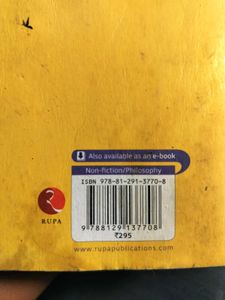 Also available as an e-book
Non-fiction/Philosophy
ISBN 978-81-291-3770-8
RUPA
9 788129 137708
₹295
www.rupapublications.com